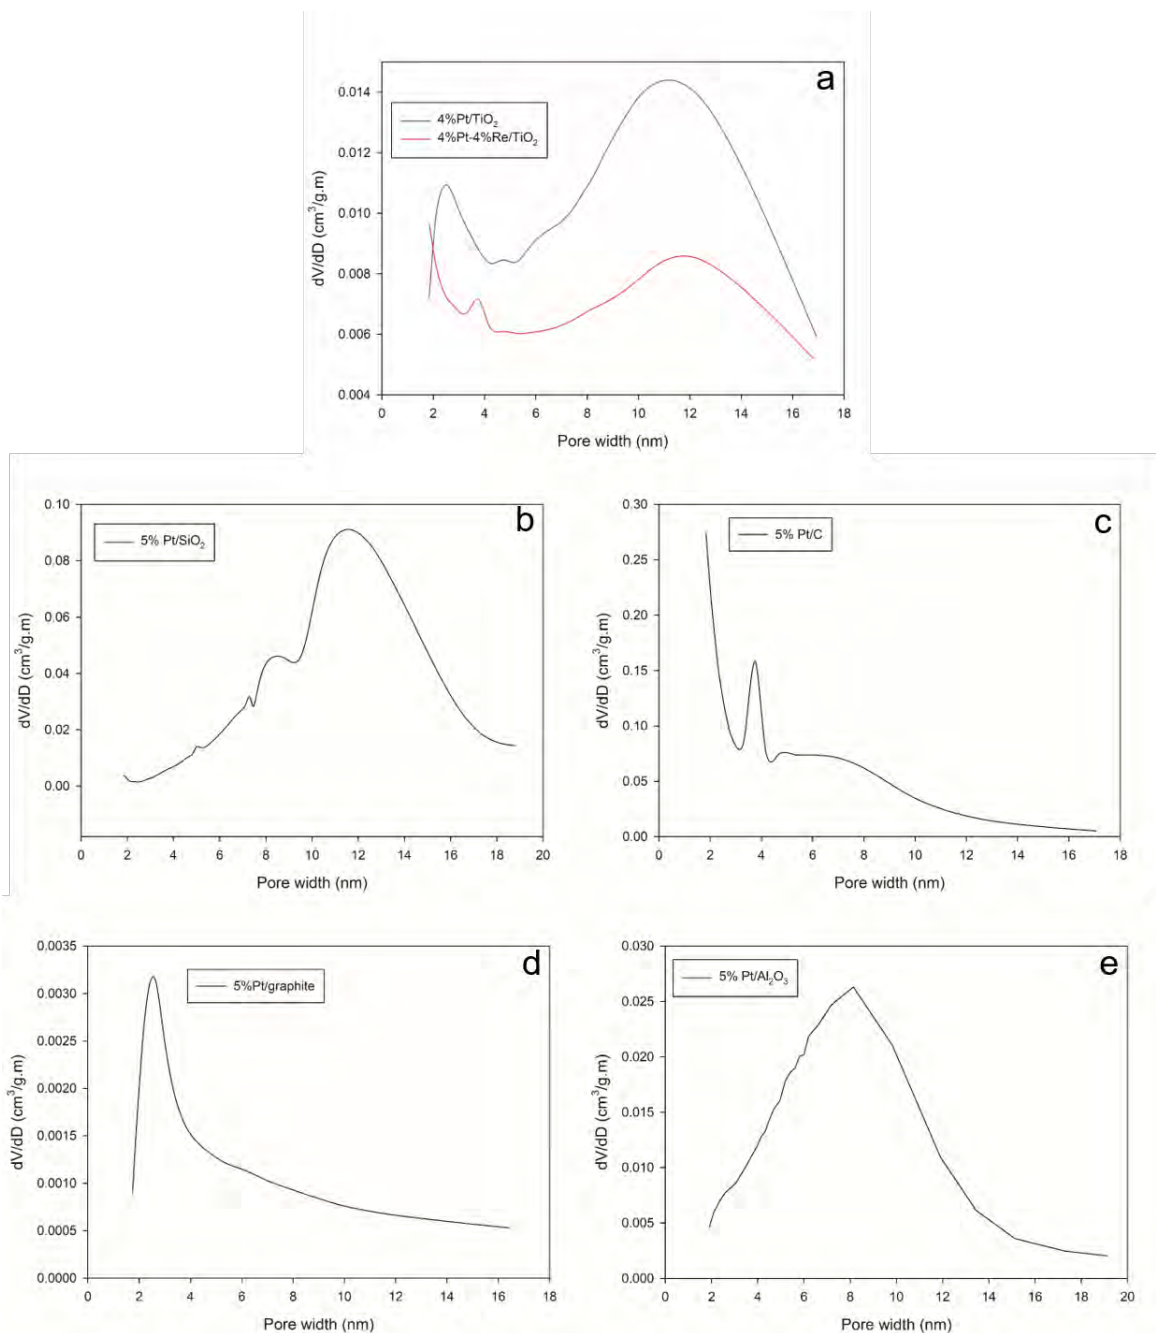 a
0.014
0.012
0.010
0.008
0.006
0.004
dV/dD (cm³/g.m)
4%Pt/TiO₂
4%Pt-4%Re/TiO₂
0 2 4 6 8 10 12 14 16 18
Pore width (nm)
b
0.10
0.08
0.06
0.04
0.02
0.00
dV/dD (cm³/g.m)
5% Pt/SiO₂
0 2 4 6 8 10 12 14 16 18 20
Pore width (nm)
c
0.30
0.25
0.20
0.15
0.10
0.05
0.00
dV/dD (cm³/g.m)
5% Pt/C
0 2 4 6 8 10 12 14 16 18
Pore width (nm)
d
0.0035
0.0030
0.0025
0.0020
0.0015
0.0010
0.0005
0.0000
dV/dD (cm³/g.m)
5%Pt/graphite
0 2 4 6 8 10 12 14 16 18
Pore width (nm)
e
0.030
0.025
0.020
0.015
0.010
0.005
0.000
dV/dD (cm³/g.m)
5% Pt/Al₂O₃
0 2 4 6 8 10 12 14 16 18 20
Pore width (nm)